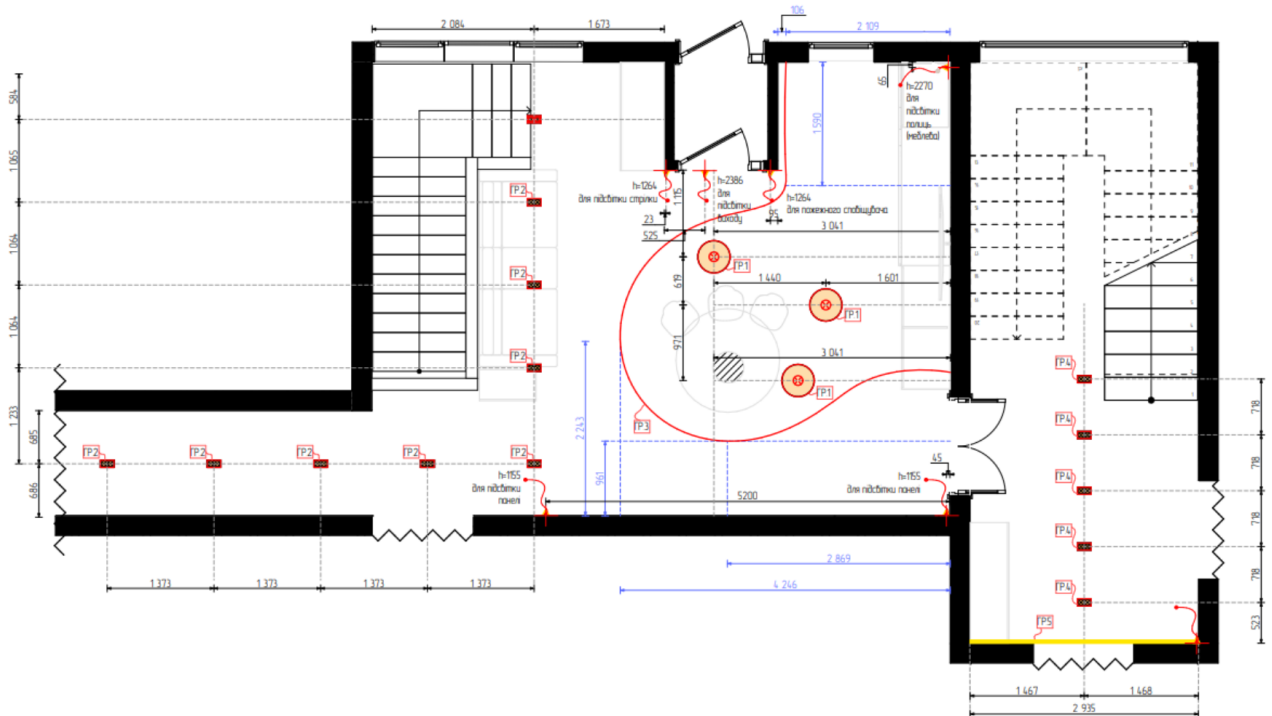 106
2 084
1 673
2 109
584
1 065
1 064
1 064
1 233
685
686
65
h=2270
для
підсвітки
полиць
(меблева)
1 590
ГР2
ГР2
ГР2
h=1264
для підсвітки стрілки
1 115
h=2386
для
підсвітки
виходу
h=1264
для пожежного сповіщувача
23
95
525
3 041
ГР1
619
1 440
1 601
ГР1
971
3 041
ГР1
ГР3
2 243
961
ГР4
ГР4
ГР4
ГР4
ГР4
718
718
718
718
523
ГР2
ГР2
ГР2
ГР2
ГР2
h=1155
для підсвітки
панелі
45
h=1155
для підсвітки панелі
5200
1 373
1 373
1 373
1 373
2 869
4 246
ГР5
1 467
1 468
2 935